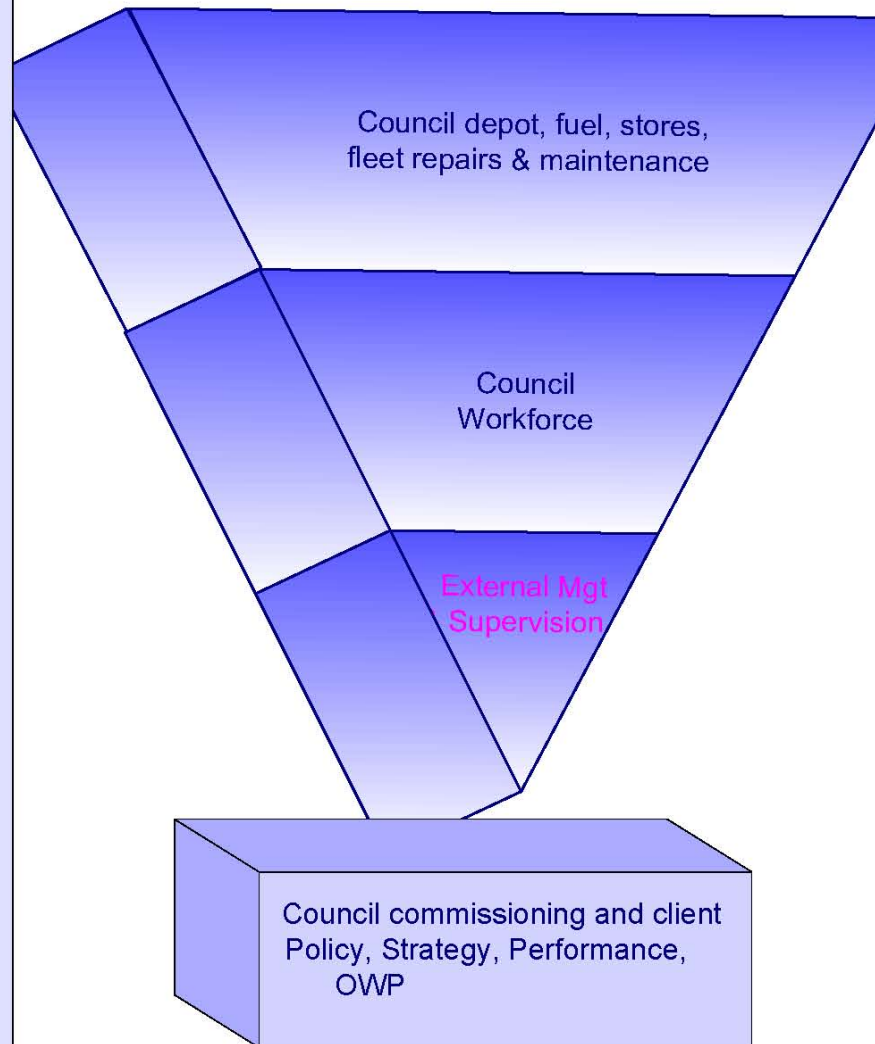 Council depot, fuel, stores,
fleet repairs & maintenance
Council
Workforce
External Mgt
Supervision
Council commissioning and client
Policy, Strategy, Performance,
OWP